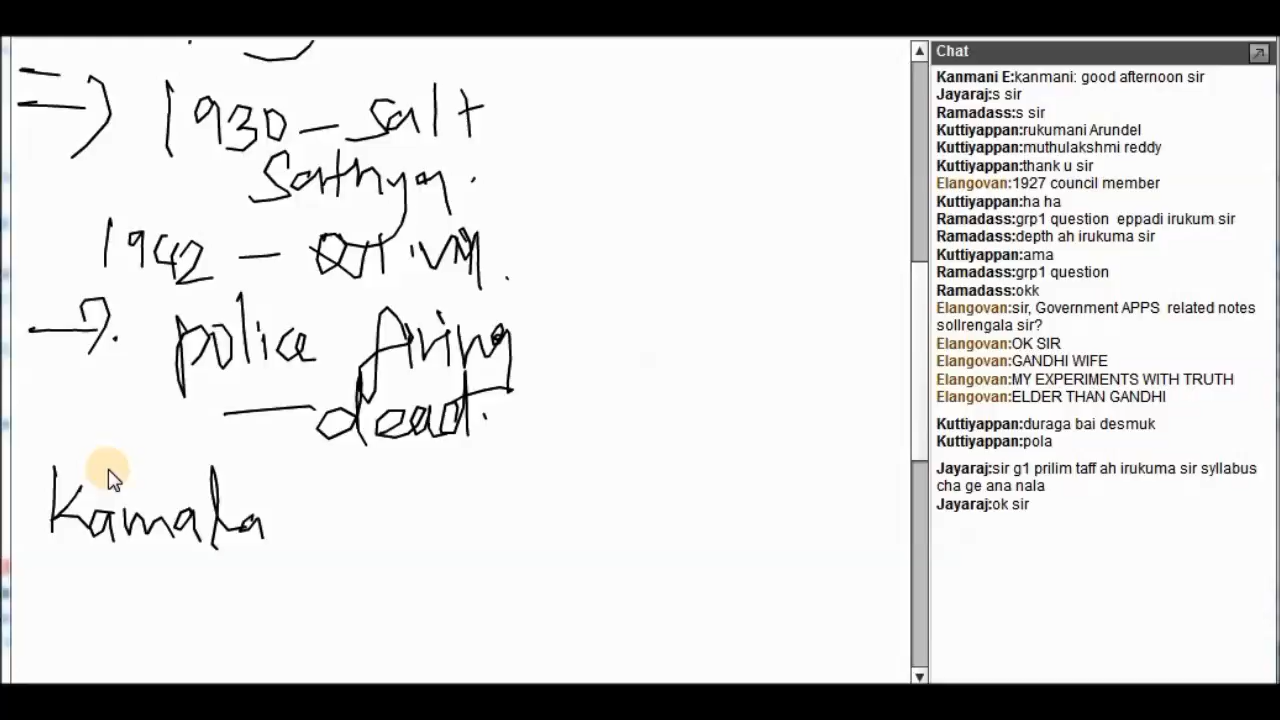 => 1930 - Salt
Sathya.
1942 -
→ police firing
— dead.
Kamala
Chat
Kanmani E:kanmani: good afternoon sir
Jayaraj:s sir
Ramadass:s sir
Kuttiyappan:rukumani Arundel
Kuttiyappan:muthulakshmi reddy
Kuttiyappan:thank u sir
Elangovan:1927 council member
Kuttiyappan:ha ha
Ramadass:grp1 question eppadi irukum sir
Ramadass:depth ah irukuma sir
Kuttiyappan:ama
Ramadass:grp1 question
Ramadass:okk
Elangovan:sir, Government APPS related notes
sollrengala sir?
Elangovan:OK SIR
Elangovan:GANDHI WIFE
Elangovan:MY EXPERIMENTS WITH TRUTH
Elangovan:ELDER THAN GANDHI
Kuttiyappan:duraga bai desmuk
Kuttiyappan:pola
Jayaraj:sir g1 prilim taff ah irukuma sir syllabus
cha ge ana nala
Jayaraj:ok sir